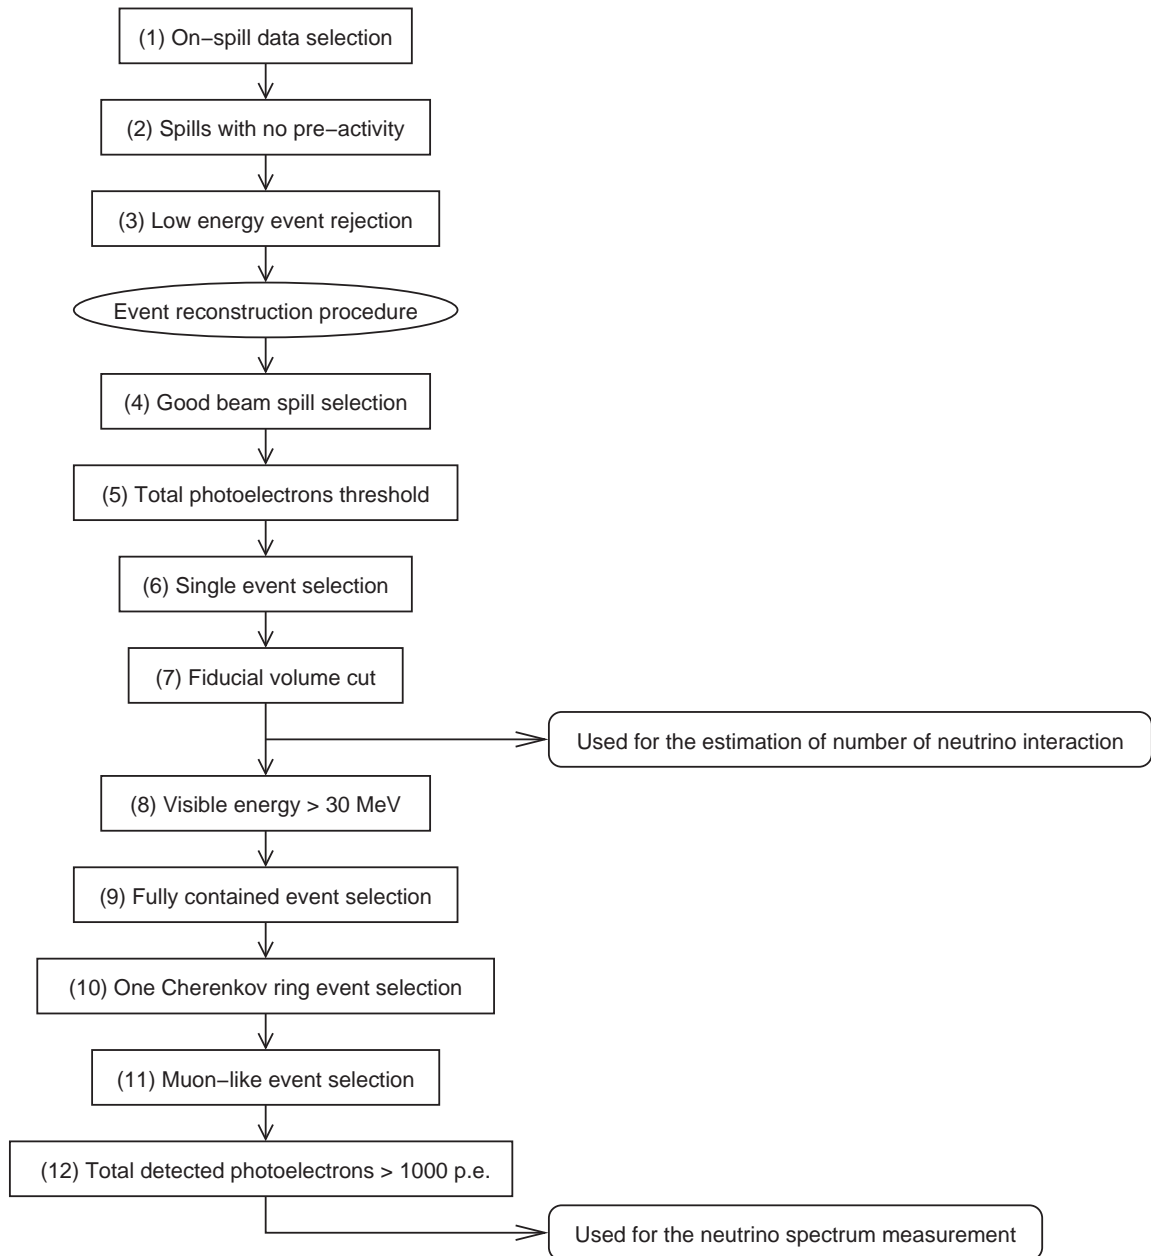 (1) On−spill data selection
(2) Spills with no pre−activity
(3) Low energy event rejection
Event reconstruction procedure
(4) Good beam spill selection
(5) Total photoelectrons threshold
(6) Single event selection
(7) Fiducial volume cut
Used for the estimation of number of neutrino interaction
(8) Visible energy > 30 MeV
(9) Fully contained event selection
(10) One Cherenkov ring event selection
(11) Muon−like event selection
(12) Total detected photoelectrons > 1000 p.e.
Used for the neutrino spectrum measurement